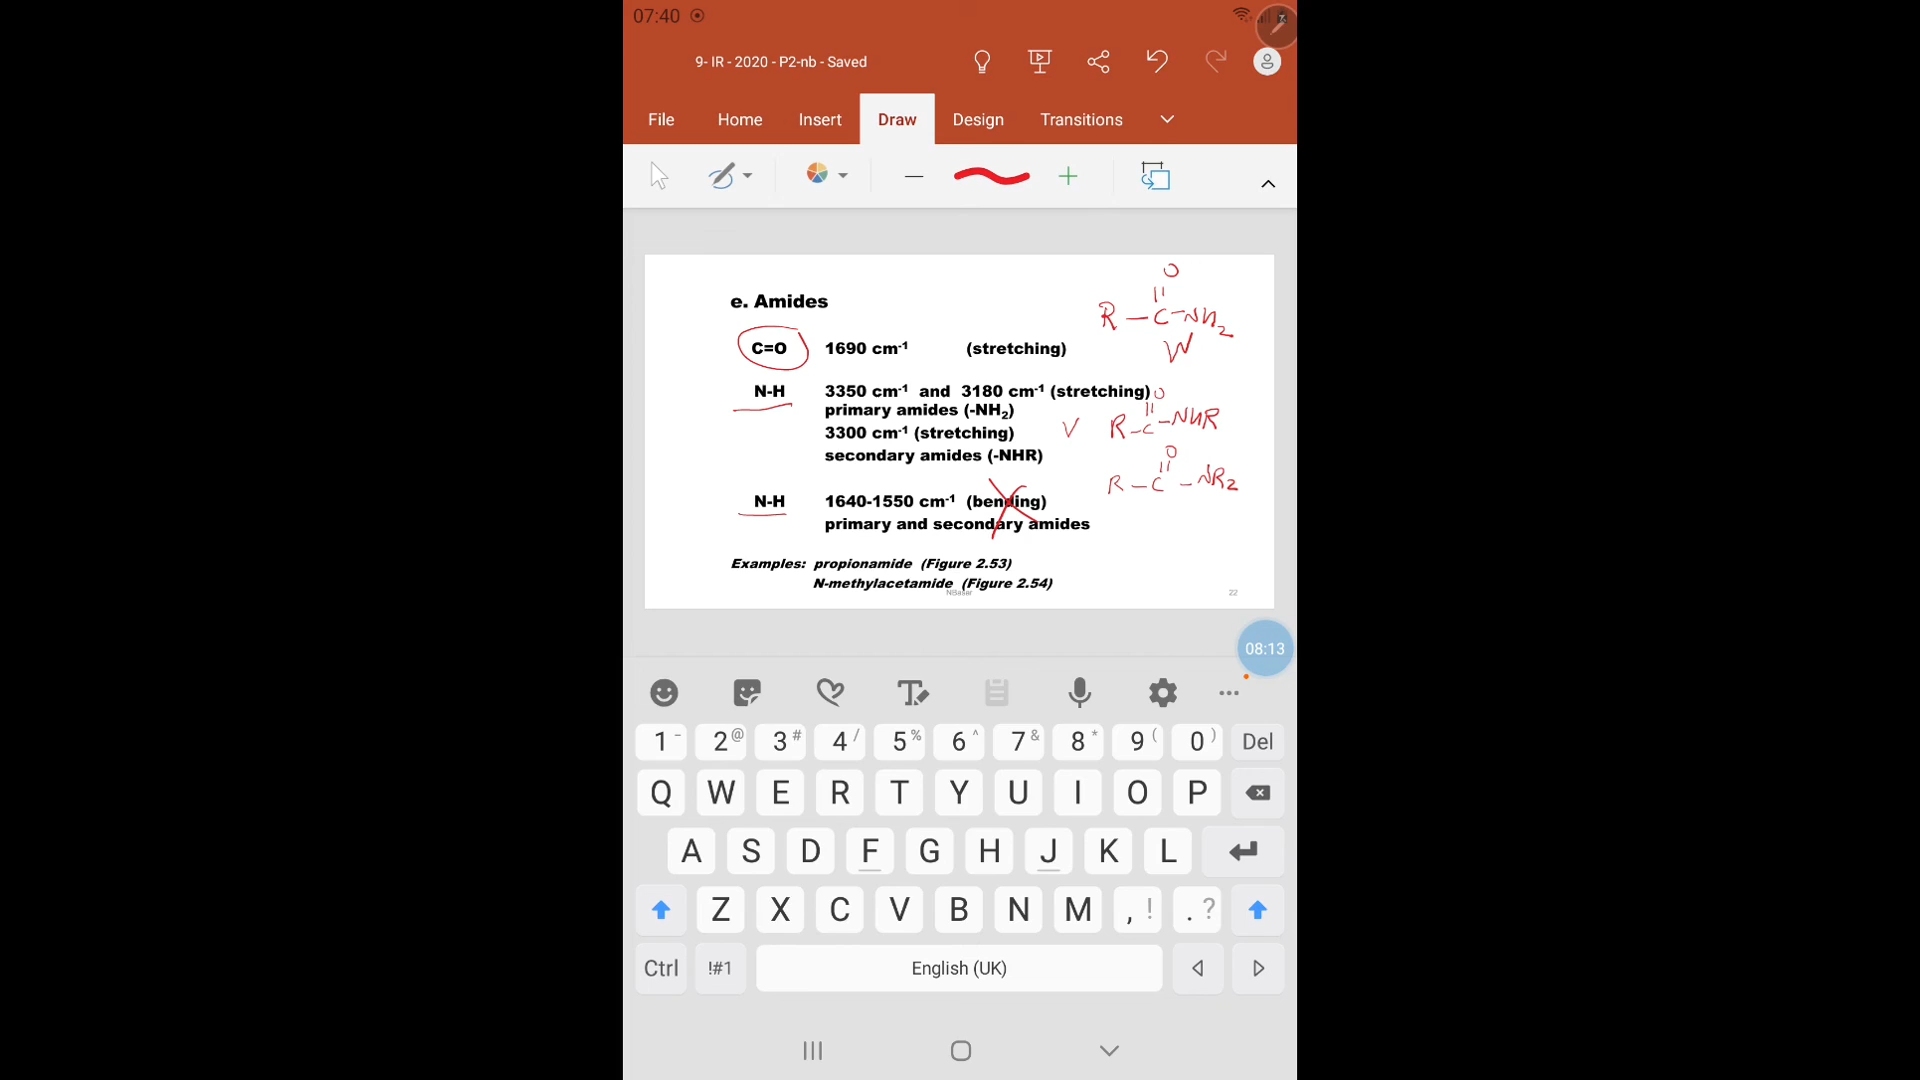 07:40
9- IR - 2020 - P2-nb - Saved
File Home Insert Draw Design Transitions
e. Amides
C=O 1690 cm-1 (stretching)
N-H 3350 cm-1 and 3180 cm-1 (stretching)
primary amides (-NH2)
3300 cm-1 (stretching)
secondary amides (-NHR)
N-H 1640-1550 cm-1 (bending)
primary and secondary amides
Examples: propionamide (Figure 2.53)
N-methylacetamide (Figure 2.54)
NBasar 22
O
R - C - NH2
W
O
V R - C - NHR
O
R - C - NR2
08:13
1 - 2 @ 3 # 4 / 5 % 6 ^ 7 & 8 * 9 ( 0 ) Del
Q W E R T Y U I O P
A S D F G H J K L
Z X C V B N M , ! . ?
Ctrl !#1 English (UK)